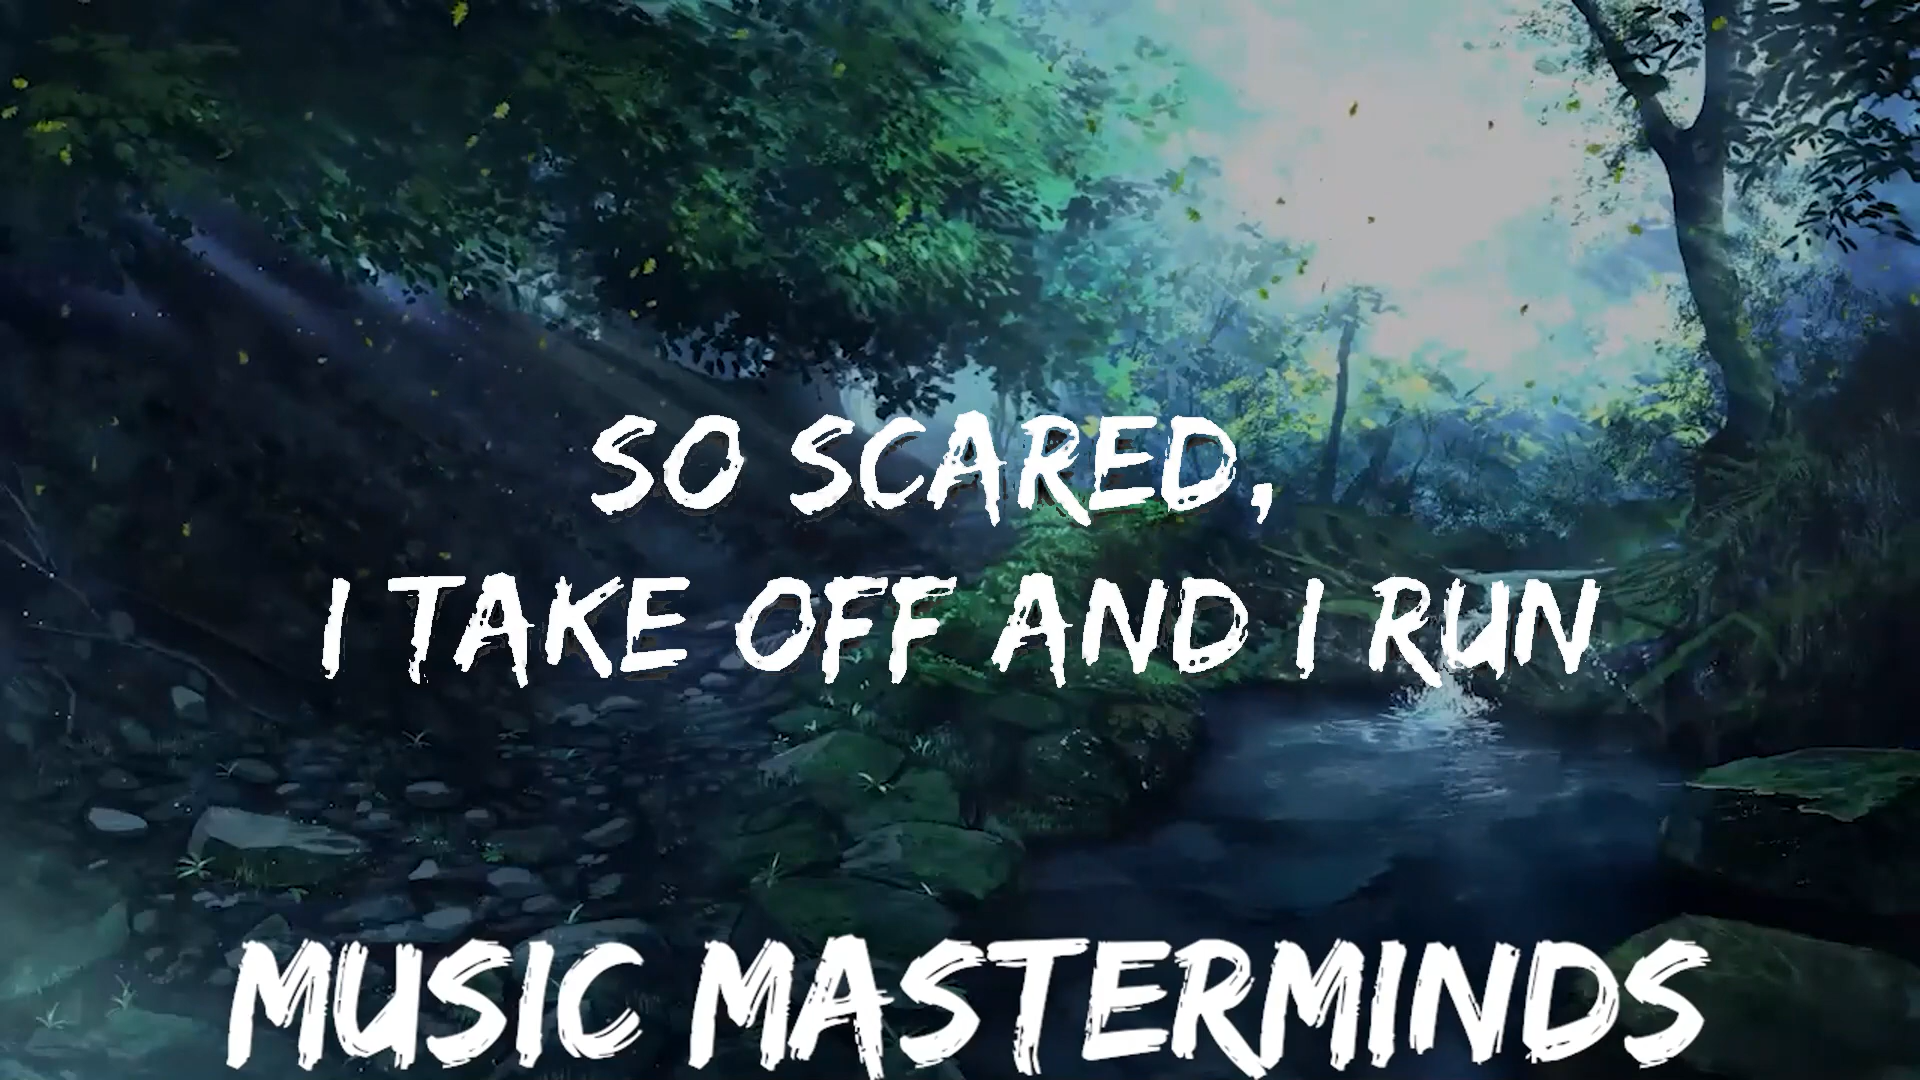 SO SCARED,
I TAKE OFF AND I RUN
MUSIC MASTERMINDS